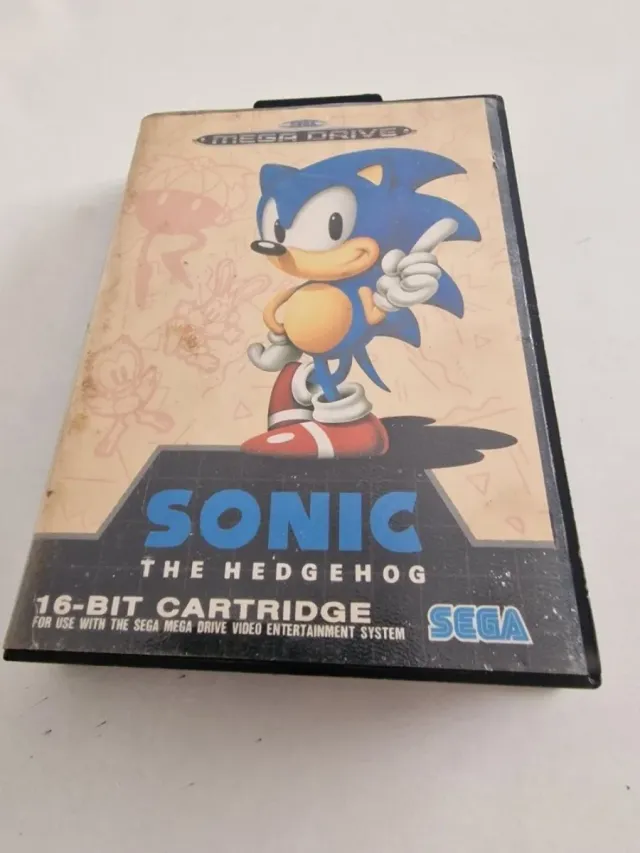 SEGA
MEGA DRIVE
SONIC
THE HEDGEHOG
16-BIT CARTRIDGE
FOR USE WITH THE SEGA MEGA DRIVE VIDEO ENTERTAINMENT SYSTEM
SEGA